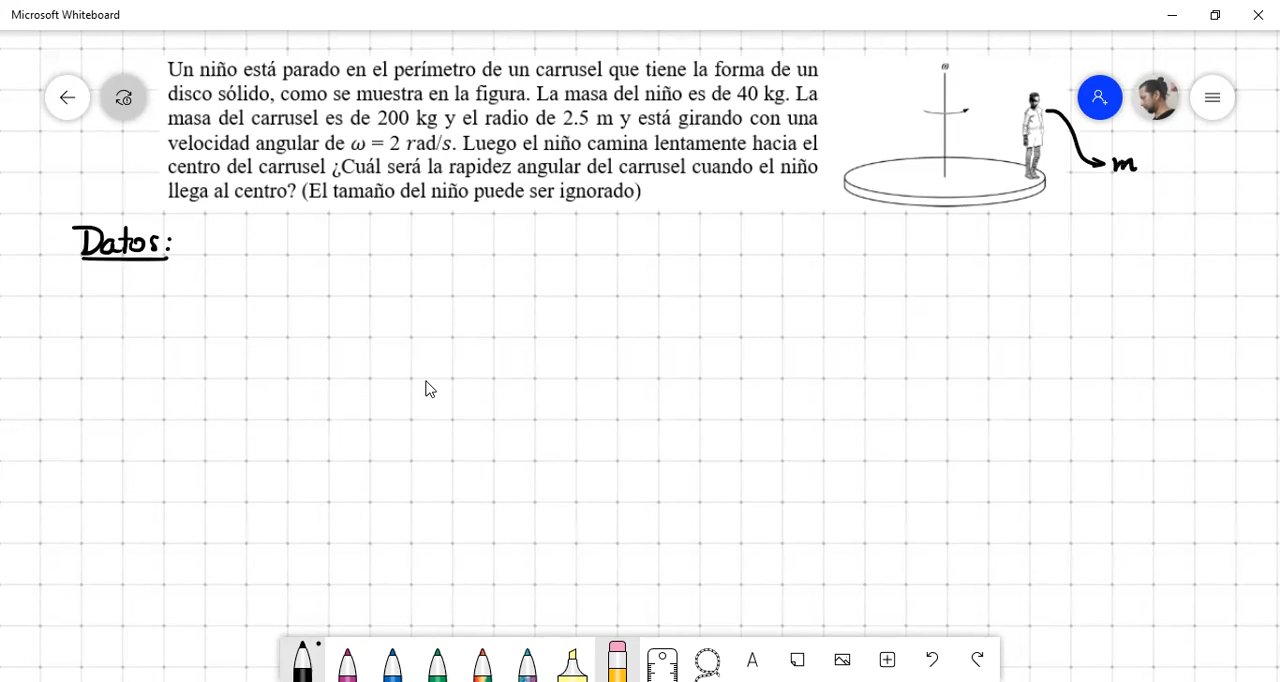 Microsoft Whiteboard
Un niño está parado en el perímetro de un carrusel que tiene la forma de un
disco sólido, como se muestra en la figura. La masa del niño es de 40 kg. La
masa del carrusel es de 200 kg y el radio de 2.5 m y está girando con una
velocidad angular de ω = 2 rad/s. Luego el niño camina lentamente hacia el
centro del carrusel ¿Cuál será la rapidez angular del carrusel cuando el niño
llega al centro? (El tamaño del niño puede ser ignorado)
ω
m
Datos: